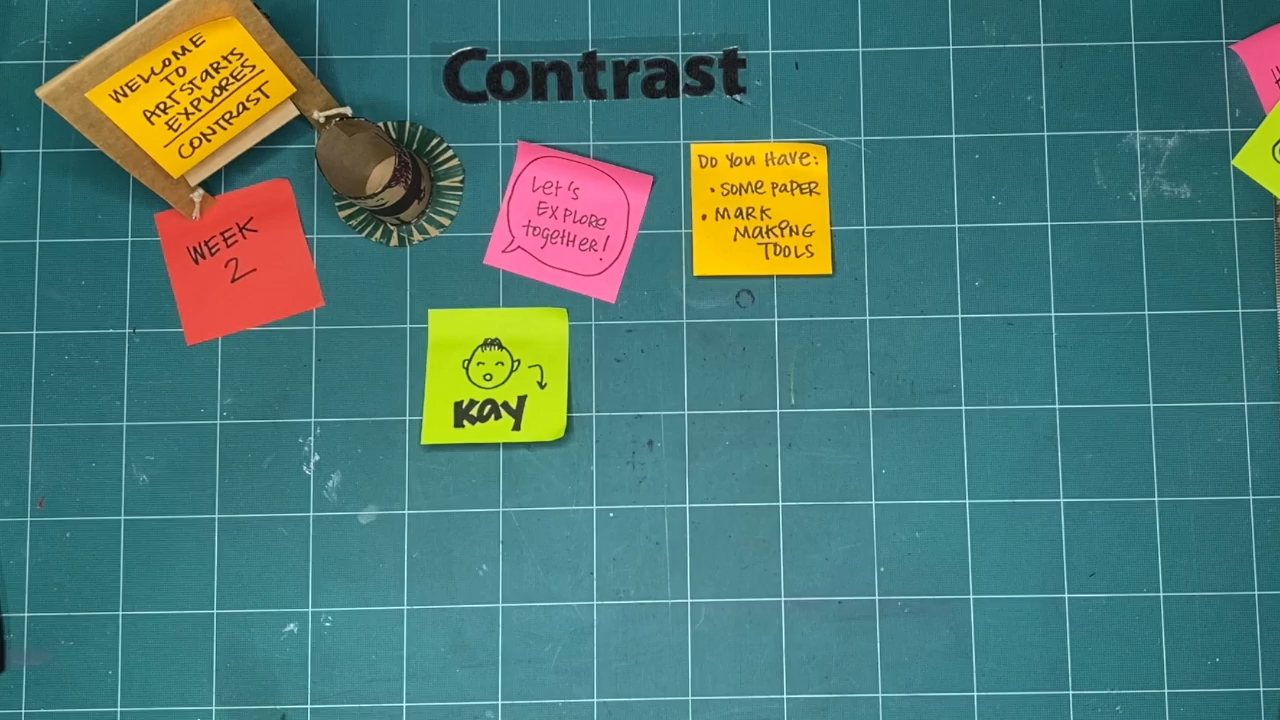 WELCOME
TO
ARTSTARTS
EXPLORES
CONTRAST
WEEK
2
Contrast
Let's
EXPLORE
together!
Do You Have:
• SOME PAPER
• MARK
MAKING
TOOLS
KAY